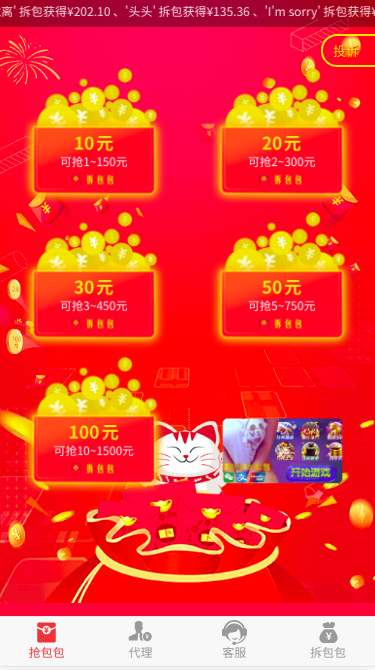 离' 拆包获得¥202.10 、'头头' 拆包获得¥135.36 、'I'm sorry' 拆包获得¥
投诉
10元
可抢1~150元
拆包包
20元
可抢2~300元
拆包包
30元
可抢3~450元
拆包包
50元
可抢5~750元
拆包包
100元
可抢10~1500元
拆包包
开始游戏
抢包包
代理
客服
拆包包